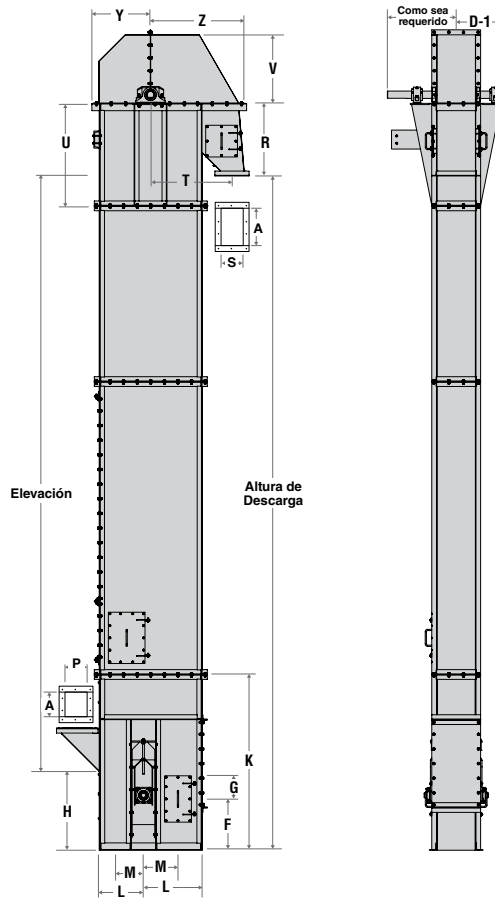 Y
Z
Como sea
requerido
D-1
V
U
R
T
A
S
Elevación
Altura de
Descarga
P
A
K
G
H
F
M
M
L
L